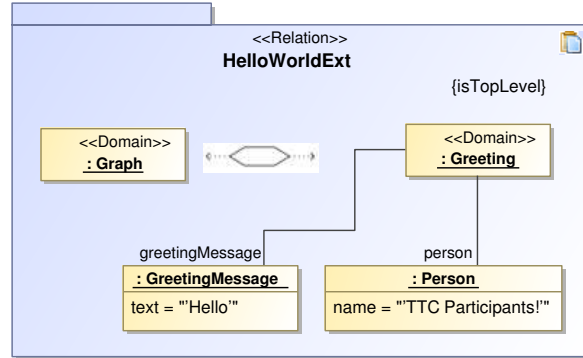 <<Relation>>
HelloWorldExt
{isTopLevel}
<<Domain>>
: Graph
<<Domain>>
: Greeting
greetingMessage
person
: GreetingMessage
text = "'Hello'"
: Person
name = "'TTC Participants!'"